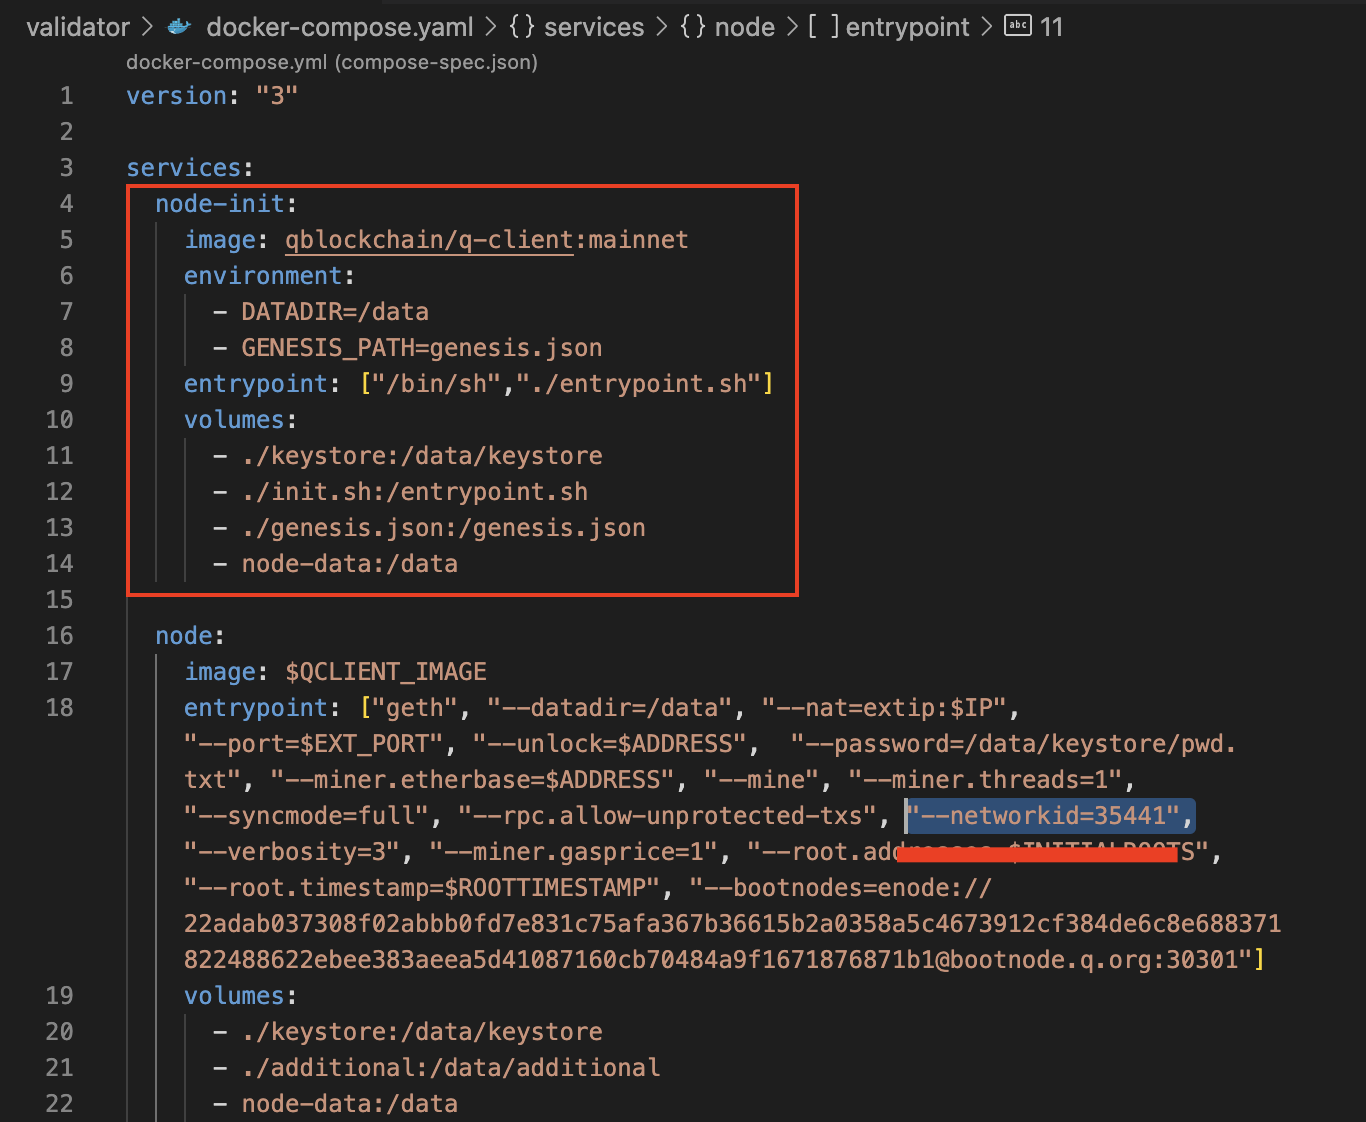 validator > docker-compose.yaml > {} services > {} node > [ ] entrypoint > abc 11
docker-compose.yml (compose-spec.json)
1 version: "3"
2
3 services:
4 node-init:
5 image: qblockchain/q-client:mainnet
6 environment:
7 - DATADIR=/data
8 - GENESIS_PATH=genesis.json
9 entrypoint: ["/bin/sh","./entrypoint.sh"]
10 volumes:
11 - ./keystore:/data/keystore
12 - ./init.sh:/entrypoint.sh
13 - ./genesis.json:/genesis.json
14 - node-data:/data
15
16 node:
17 image: $QCLIENT_IMAGE
18 entrypoint: ["geth", "--datadir=/data", "--nat=extip:$IP",
"--port=$EXT_PORT", "--unlock=$ADDRESS", "--password=/data/keystore/pwd.
txt", "--miner.etherbase=$ADDRESS", "--mine", "--miner.threads=1",
"--syncmode=full", "--rpc.allow-unprotected-txs", "--networkid=35441",
"--verbosity=3", "--miner.gasprice=1",
"--root.timestamp=$ROOTTIMESTAMP", "--bootnodes=enode://
22adab037308f02abbb0fd7e831c75afa367b36615b2a0358a5c4673912cf384de6c8e688371
822488622ebee383aeea5d41087160cb70484a9f1671876871b1@bootnode.q.org:30301"]
19 volumes:
20 - ./keystore:/data/keystore
21 - ./additional:/data/additional
22 - node-data:/data